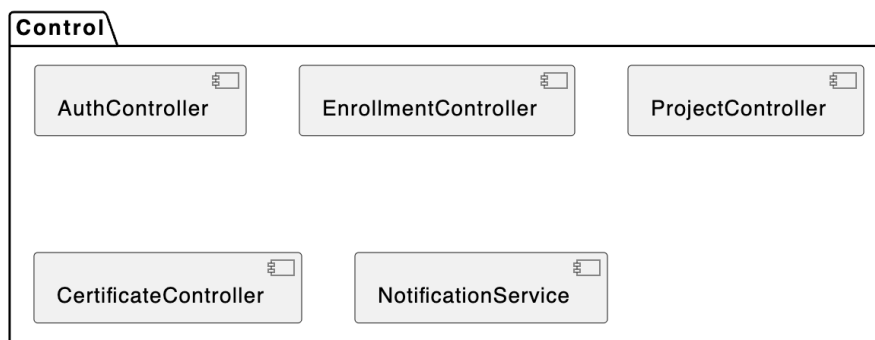 Control
AuthController
EnrollmentController
ProjectController
CertificateController
NotificationService